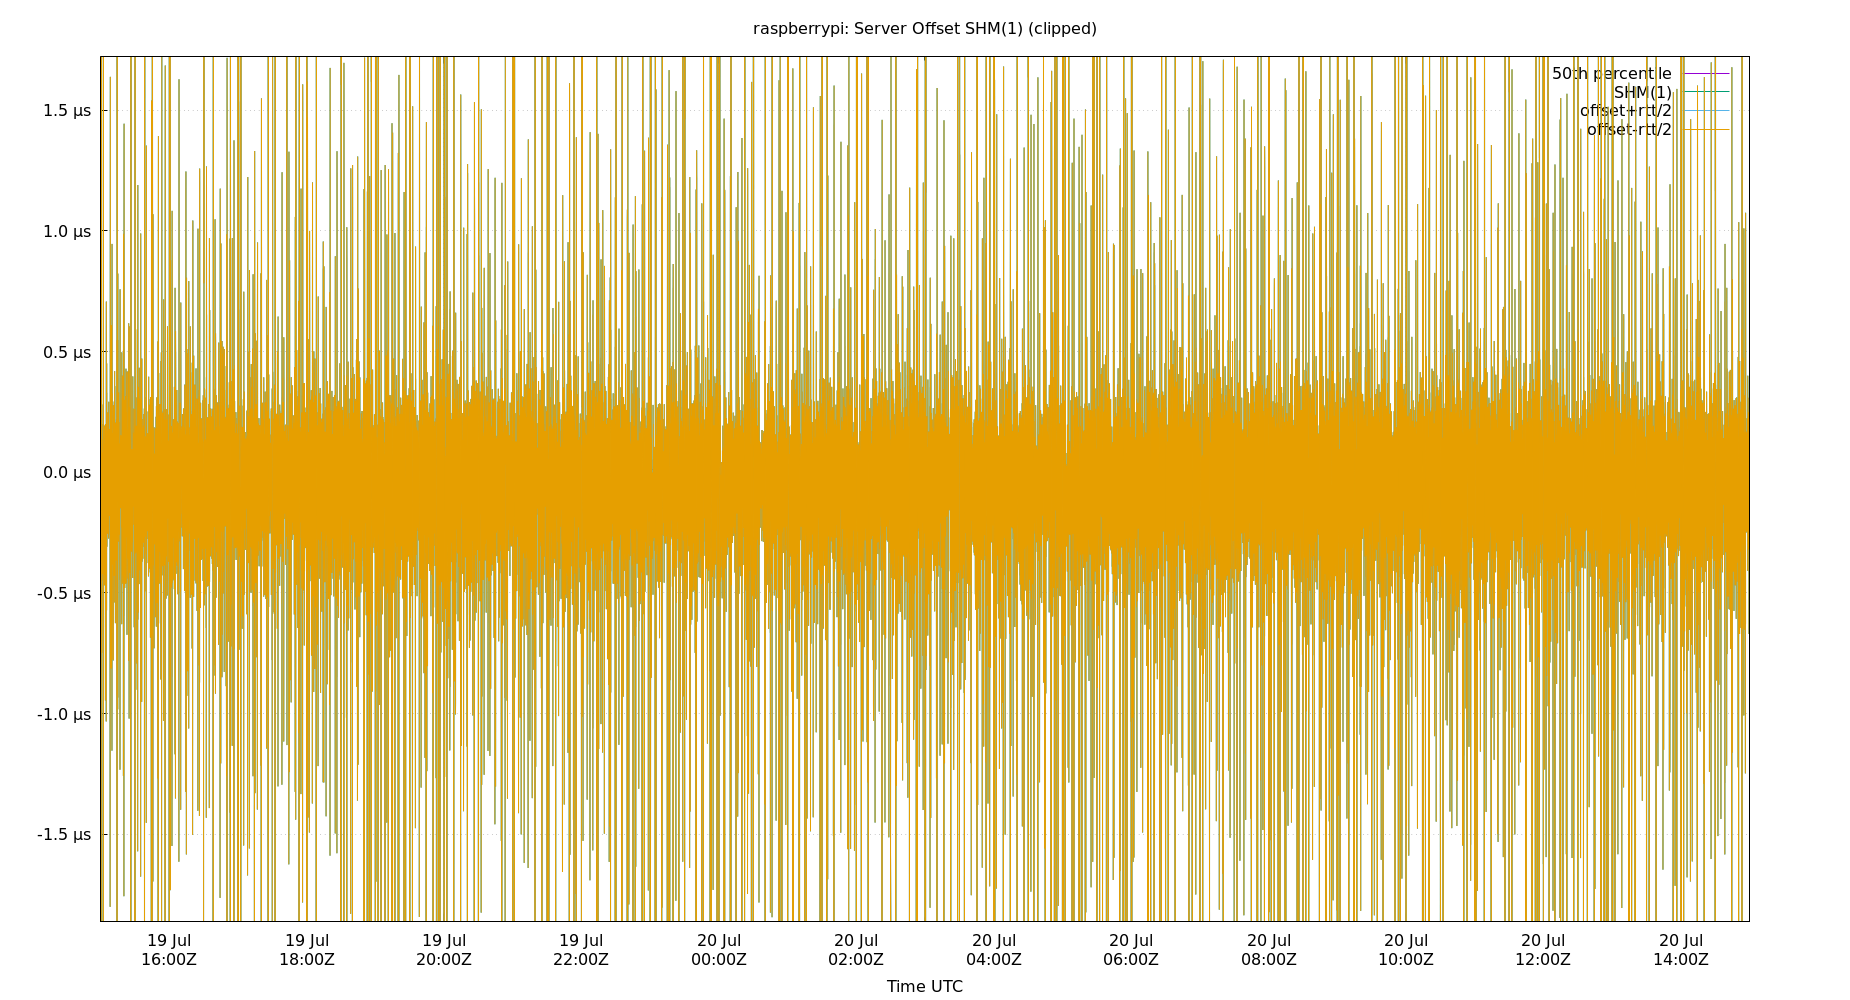 raspberrypi: Server Offset SHM(1) (clipped)
50th percentile
SHM(1)
offset+rtt/2
offset-rtt/2
1.5 µs
1.0 µs
0.5 µs
0.0 µs
-0.5 µs
-1.0 µs
-1.5 µs
19 Jul 19 Jul 19 Jul 19 Jul 20 Jul 20 Jul 20 Jul 20 Jul 20 Jul 20 Jul 20 Jul 20 Jul
16:00Z 18:00Z 20:00Z 22:00Z 00:00Z 02:00Z 04:00Z 06:00Z 08:00Z 10:00Z 12:00Z 14:00Z
Time UTC